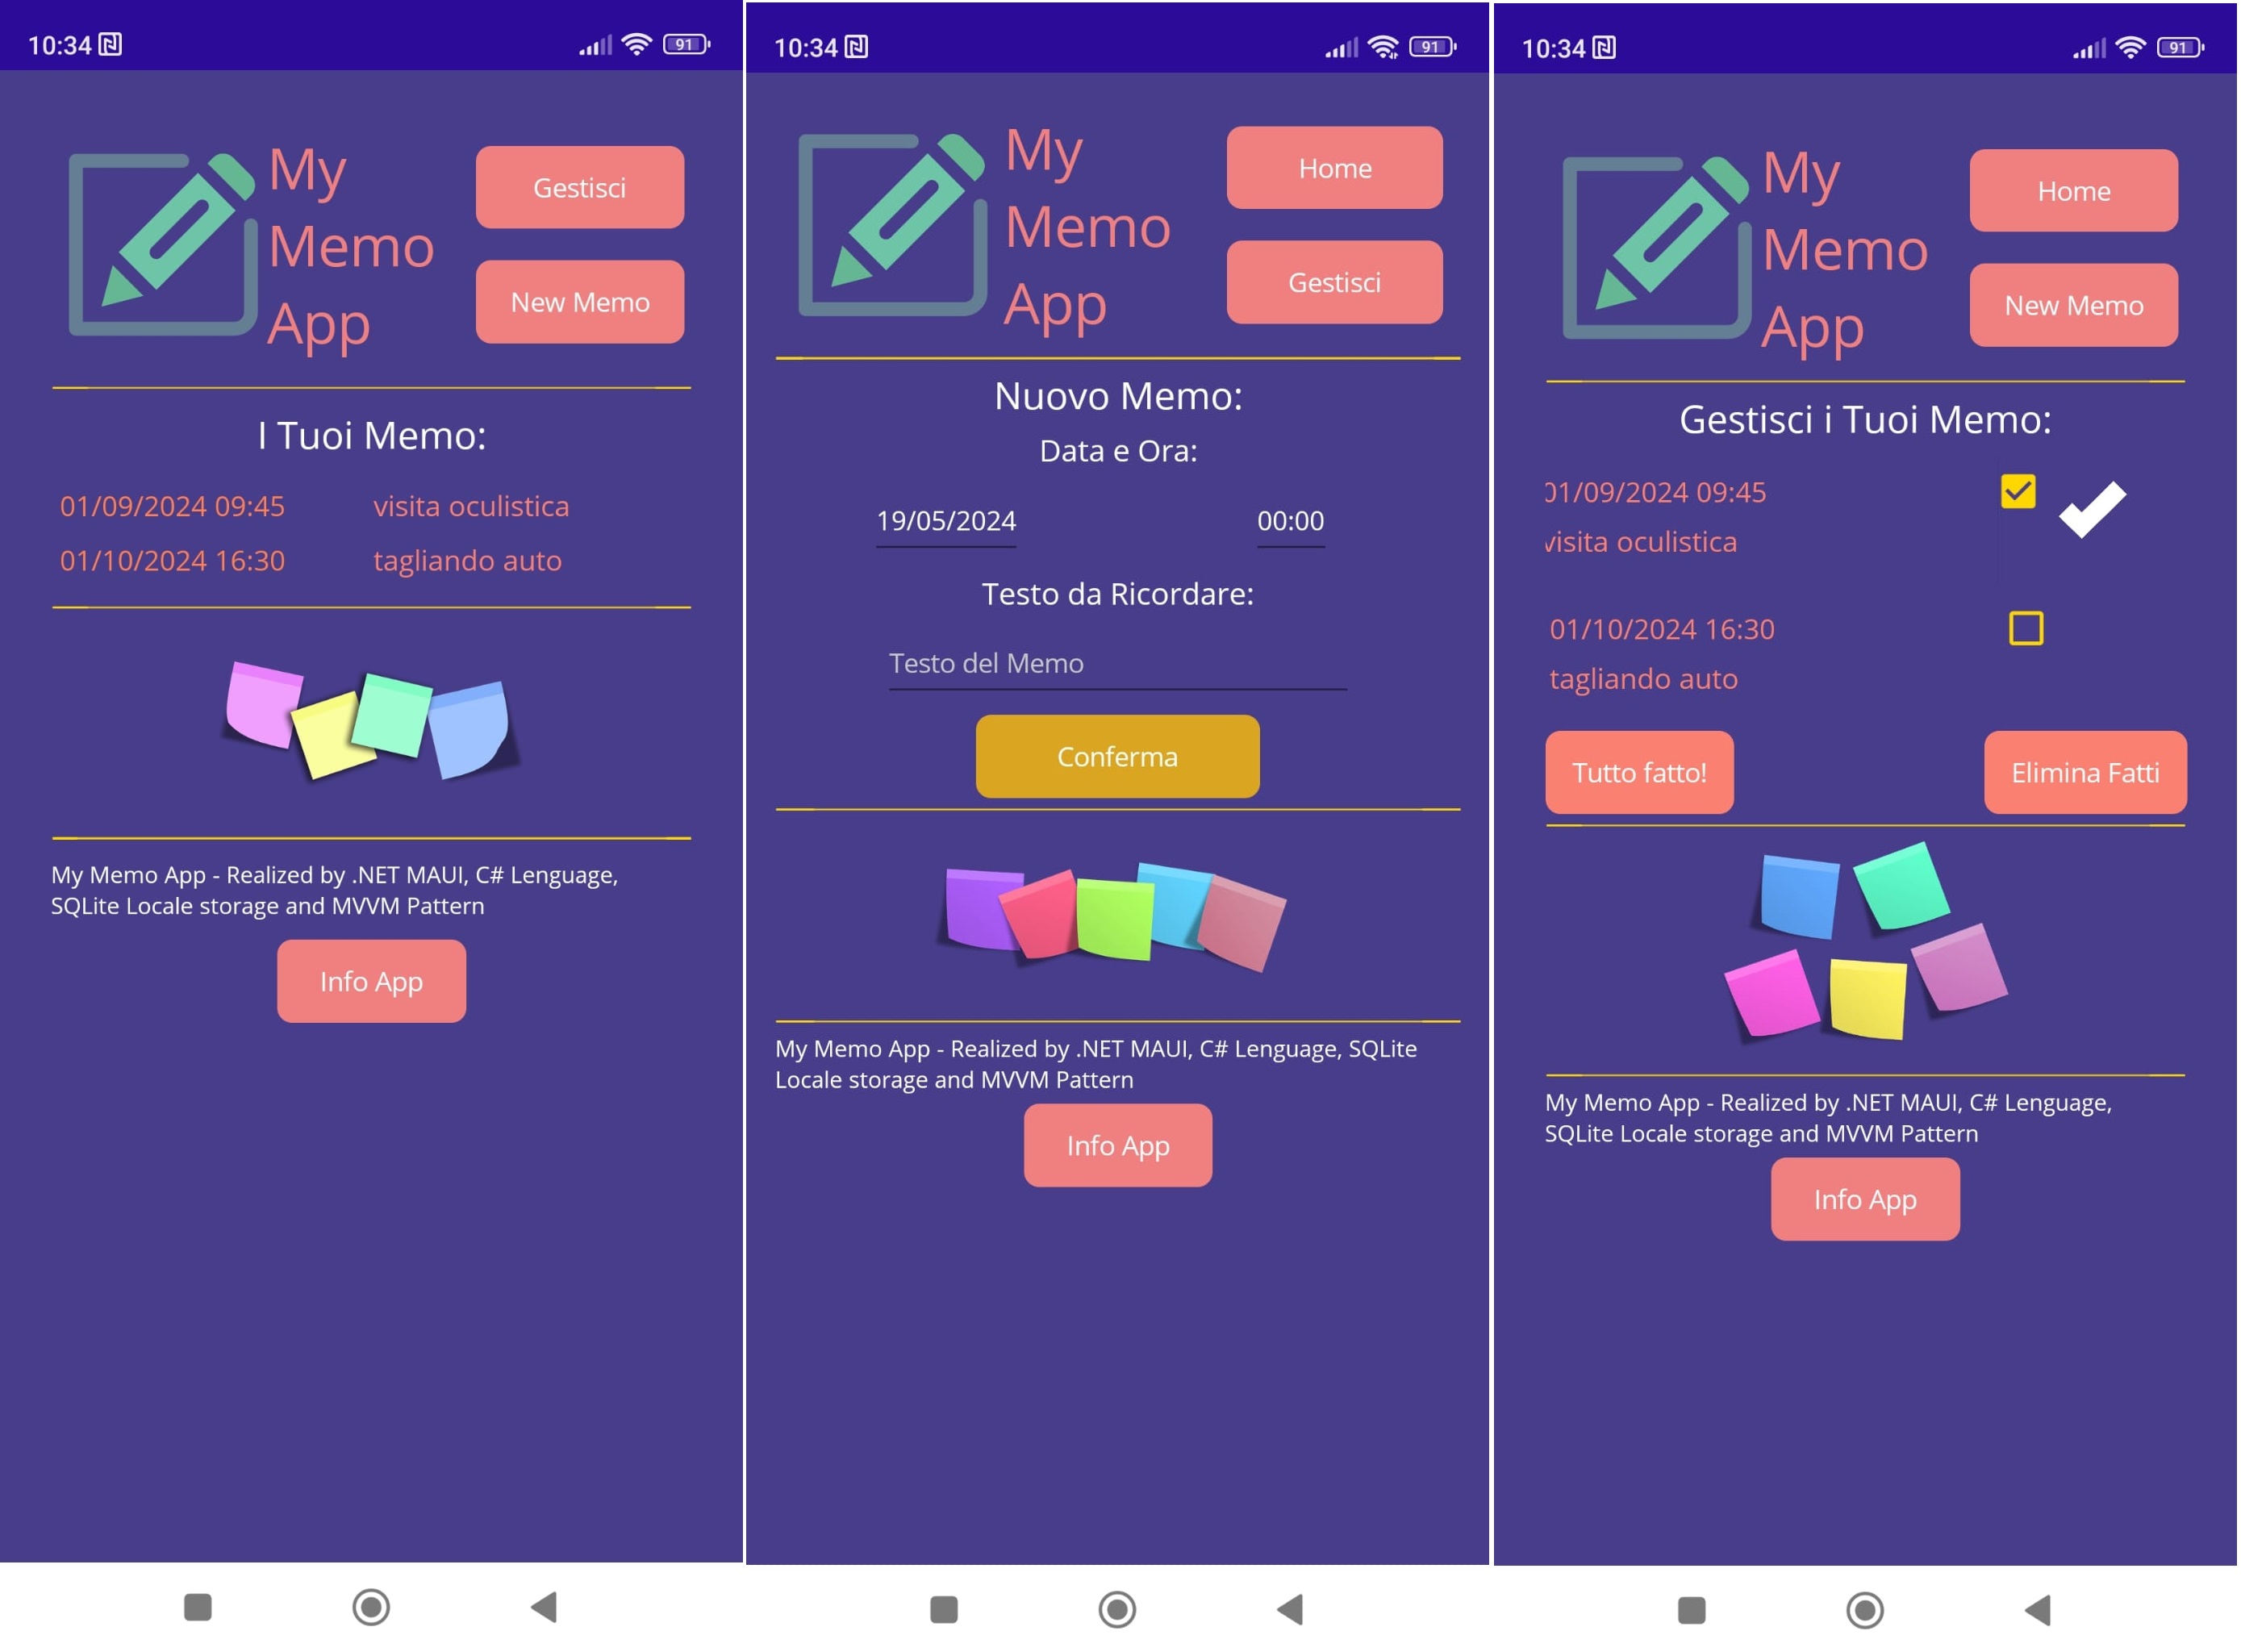 10:34
91
My
Memo
App
Gestisci
New Memo
I Tuoi Memo:
01/09/2024 09:45 visita oculistica
01/10/2024 16:30 tagliando auto
My Memo App - Realized by .NET MAUI, C# Lenguage,
SQLite Locale storage and MVVM Pattern
Info App
10:34
91
My
Memo
App
Home
Gestisci
Nuovo Memo:
Data e Ora:
19/05/2024 00:00
Testo da Ricordare:
Testo del Memo
Conferma
My Memo App - Realized by .NET MAUI, C# Lenguage, SQLite
Locale storage and MVVM Pattern
Info App
10:34
91
My
Memo
App
Home
New Memo
Gestisci i Tuoi Memo:
01/09/2024 09:45
visita oculistica
01/10/2024 16:30
tagliando auto
Tutto fatto! Elimina Fatti
My Memo App - Realized by .NET MAUI, C# Lenguage,
SQLite Locale storage and MVVM Pattern
Info App